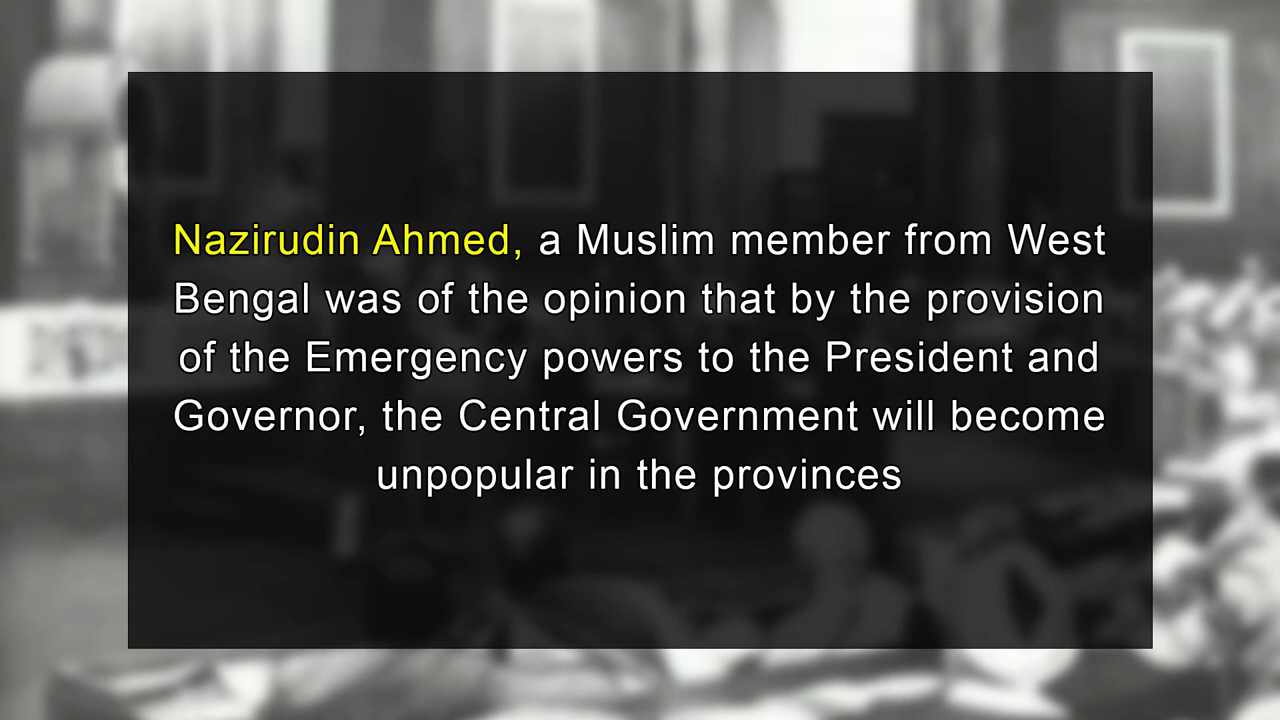 Nazirudin Ahmed, a Muslim member from West
Bengal was of the opinion that by the provision
of the Emergency powers to the President and
Governor, the Central Government will become
unpopular in the provinces